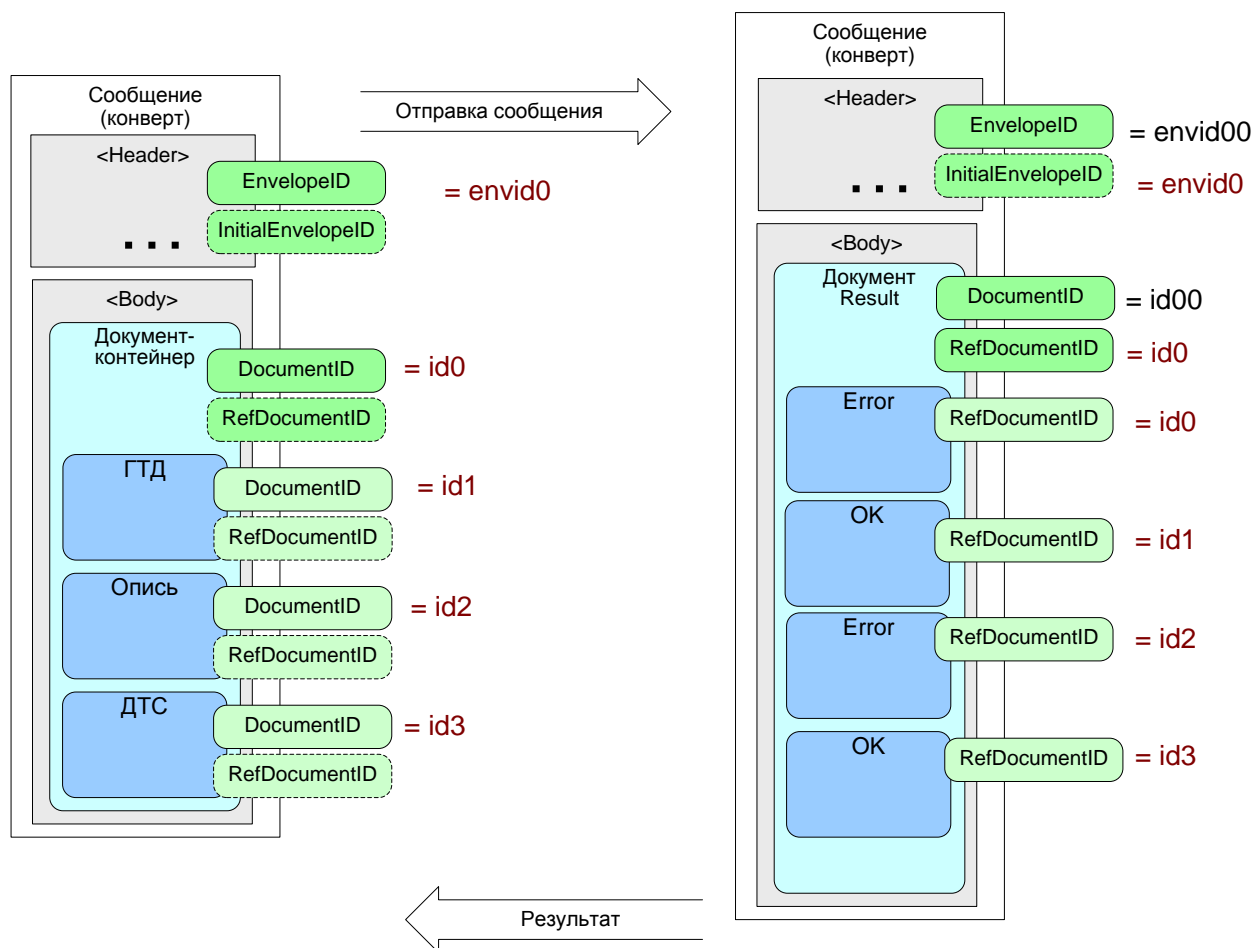 Сообщение
(конверт)
<Header>
EnvelopeID
= envid0
InitialEnvelopeID
...
<Body>
Документ-
контейнер
DocumentID
= id0
RefDocumentID
ГТД
DocumentID
= id1
RefDocumentID
Опись
DocumentID
= id2
RefDocumentID
ДТС
DocumentID
= id3
RefDocumentID
Отправка сообщения
Сообщение
(конверт)
<Header>
EnvelopeID
= envid00
InitialEnvelopeID
= envid0
...
<Body>
Документ
Result
DocumentID
= id00
RefDocumentID
= id0
Error
RefDocumentID
= id0
OK
RefDocumentID
= id1
Error
RefDocumentID
= id2
OK
RefDocumentID
= id3
Результат